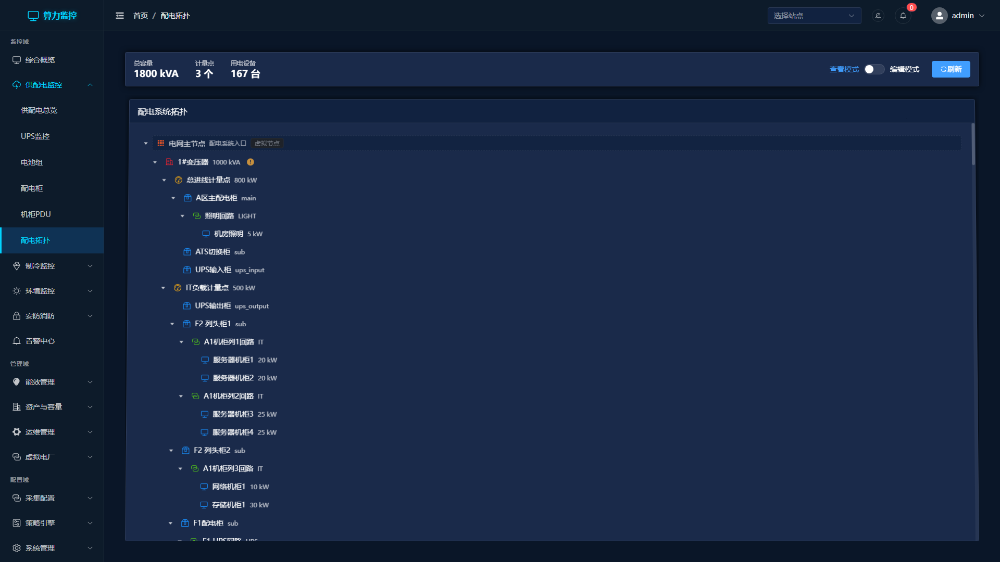 算力监控
首页 / 配电拓扑
选择站点
0
admin
监控域
综合概览
供配电监控
供配电总览
UPS监控
电池组
配电柜
机柜PDU
配电拓扑
制冷监控
环境监控
安防消防
告警中心
管理域
能效管理
资产与容量
运维管理
虚拟电厂
配置域
采集配置
策略引擎
系统管理
总容量
1800 kVA
计量点
3 个
用电设备
167 台
查看模式
编辑模式
刷新
配电系统拓扑
电网主节点 配电系统入口 虚拟节点
1#变压器 1000 kVA
总进线计量点 800 kW
A区主配电柜 main
照明回路 LIGHT
机房照明 5 kW
ATS切换柜 sub
UPS输入柜 ups_input
IT负载计量点 500 kW
UPS输出柜 ups_output
F2 列头柜1 sub
A1机柜列1回路 IT
服务器机柜1 20 kW
服务器机柜2 20 kW
A1机柜列2回路 IT
服务器机柜3 25 kW
服务器机柜4 25 kW
F2 列头柜2 sub
A1机柜列3回路 IT
网络机柜1 10 kW
存储机柜1 30 kW
F1配电柜 sub
F1 UPS回路 UPS